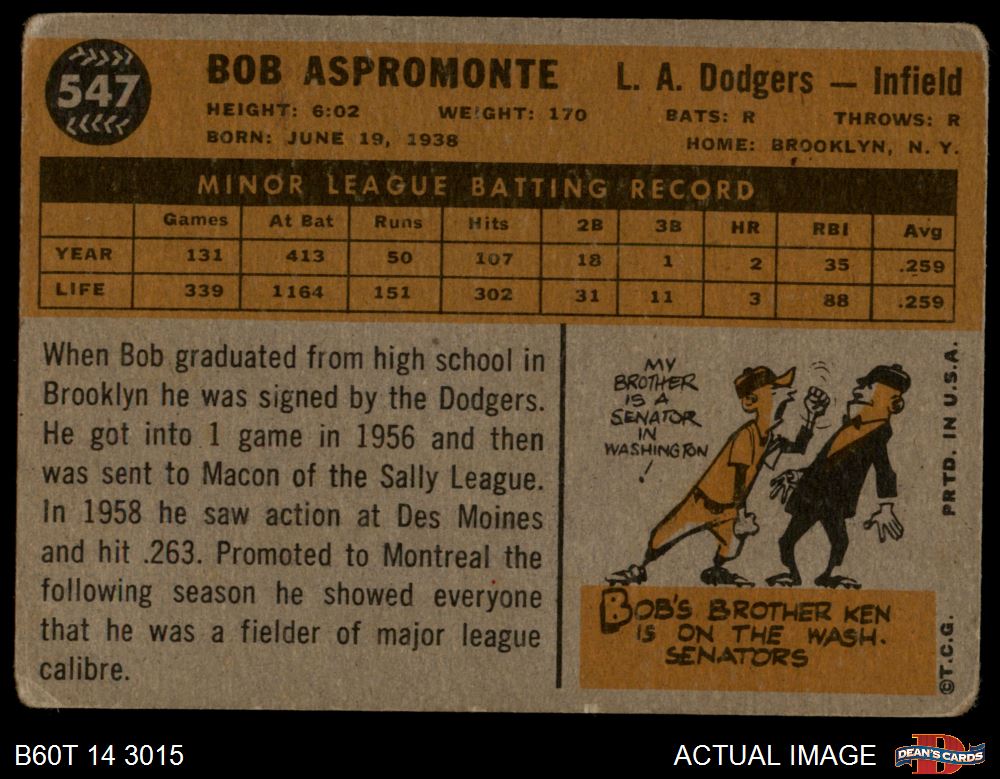 547
BOB ASPROMONTE L. A. Dodgers — Infield
HEIGHT: 6:02 WEIGHT: 170 BATS: R THROWS: R
BORN: JUNE 19, 1938 HOME: BROOKLYN, N. Y.
MINOR LEAGUE BATTING RECORD
Games At Bat Runs Hits 2B 3B HR RBI Avg
YEAR 131 413 50 107 18 1 2 35 .259
LIFE 339 1164 151 302 31 11 3 88 .259
When Bob graduated from high school in
Brooklyn he was signed by the Dodgers.
He got into 1 game in 1956 and then
was sent to Macon of the Sally League.
In 1958 he saw action at Des Moines
and hit .263. Promoted to Montreal the
following season he showed everyone
that he was a fielder of major league
calibre.
MY
BROTHER
IS A
SENATOR
IN
WASHINGTON
!
BOB'S BROTHER KEN
IS ON THE WASH.
SENATORS
©T.C.G. PRTD. IN U.S.A.
B60T 14 3015 ACTUAL IMAGE
D
DEAN'S CARDS